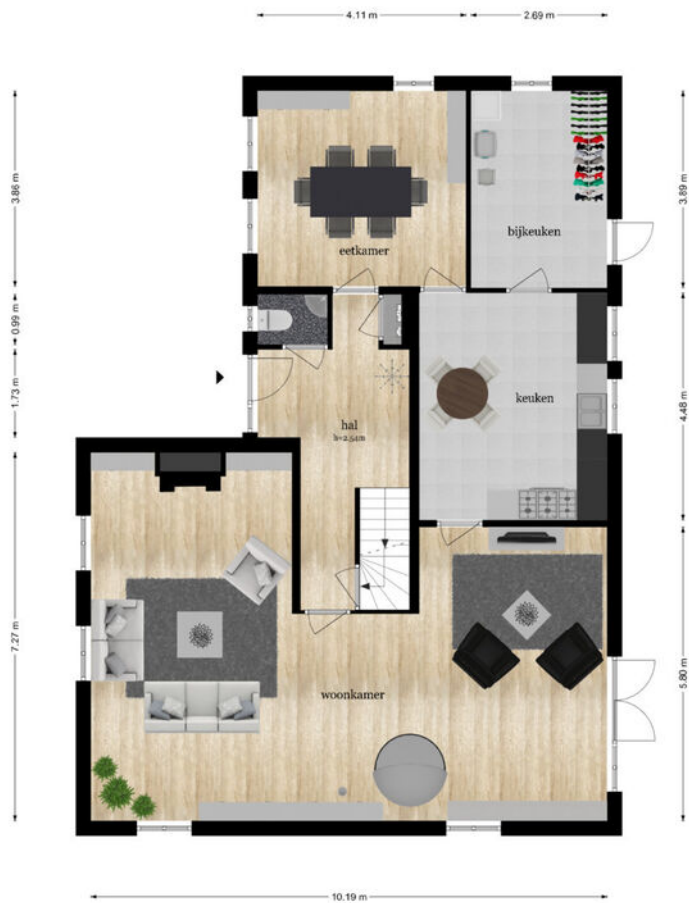 4.11 m
2.69 m
3.86 m
3.89 m
bijkeuken
eetkamer
0.99 m
1.73 m
4.48 m
keuken
hal
h=2.54m
7.27 m
5.80 m
woonkamer
10.19 m